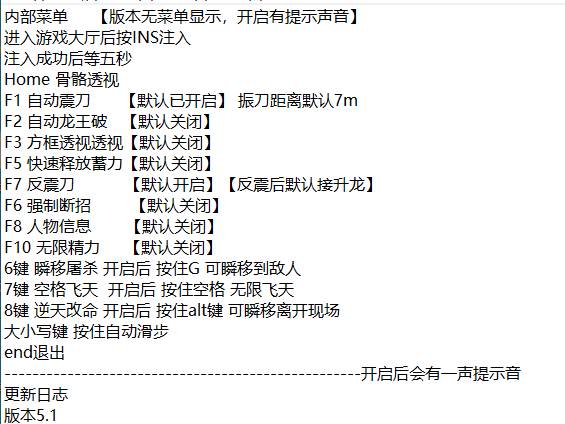 内部菜单 【版本无菜单显示，开启有提示声音】
进入游戏大厅后按INS注入
注入成功后等五秒
Home 骨骼透视
F1 自动震刀 【默认已开启】 振刀距离默认7m
F2 自动龙王破 【默认关闭】
F3 方框透视透视【默认关闭】
F5 快速释放蓄力【默认关闭】
F7 反震刀 【默认开启】【反震后默认接升龙】
F6 强制断招 【默认关闭】
F8 人物信息 【默认关闭】
F10 无限精力 【默认关闭】
6键 瞬移屠杀 开启后 按住G 可瞬移到敌人
7键 空格飞天 开启后 按住空格 无限飞天
8键 逆天改命 开启后 按住alt键 可瞬移离开现场
大小写键 按住自动滑步
end退出
---------------------------------------------------开启后会有一声提示音
更新日志
版本5.1